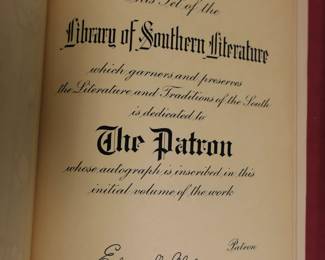 This Set of the
Library of Southern Literature
which garners and preserves
the Literature and Traditions of the South
is dedicated to
The Patron
whose autograph is inscribed in this
initial volume of the work
Patron